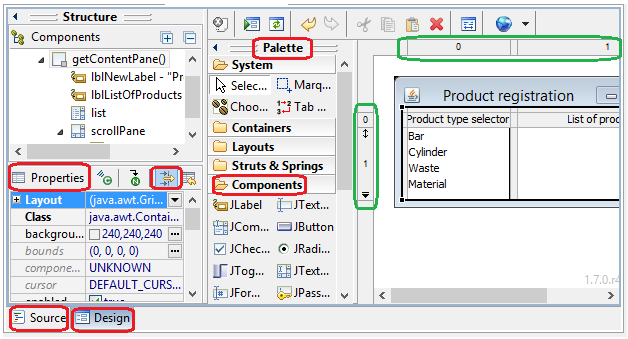 Structure
Components
getContentPane()
lblNewLabel - "Pr
lblListOfProducts
list
scrollPane
Properties
Layout (java.awt.Gri...
Class java.awt.Contai...
backgrou... 240,240,240
bounds (0, 0, 0, 0)
compone... UNKNOWN
cursor DEFAULT_CURS...
enabled true
Source
Design
Palette
System
Selec...
Marq...
Choo...
Tab ...
Containers
Layouts
Struts & Springs
Components
JLabel
JText...
JCom...
JButton
JChec...
JRadi...
JTog...
JText...
JFor...
JPass...
0 1
0
1
Product registration
Product type selector List of proc
Bar
Cylinder
Waste
Material
1.7.0.r4